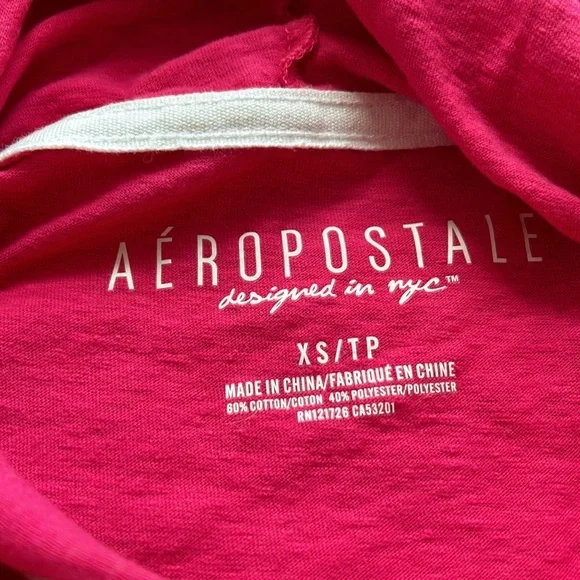 AÉROPOSTALE
designed in nyc™
XS/TP
MADE IN CHINA/FABRIQUÉ EN CHINE
60% COTTON/COTON 40% POLYESTER/POLYESTER
RN121726 CA53201